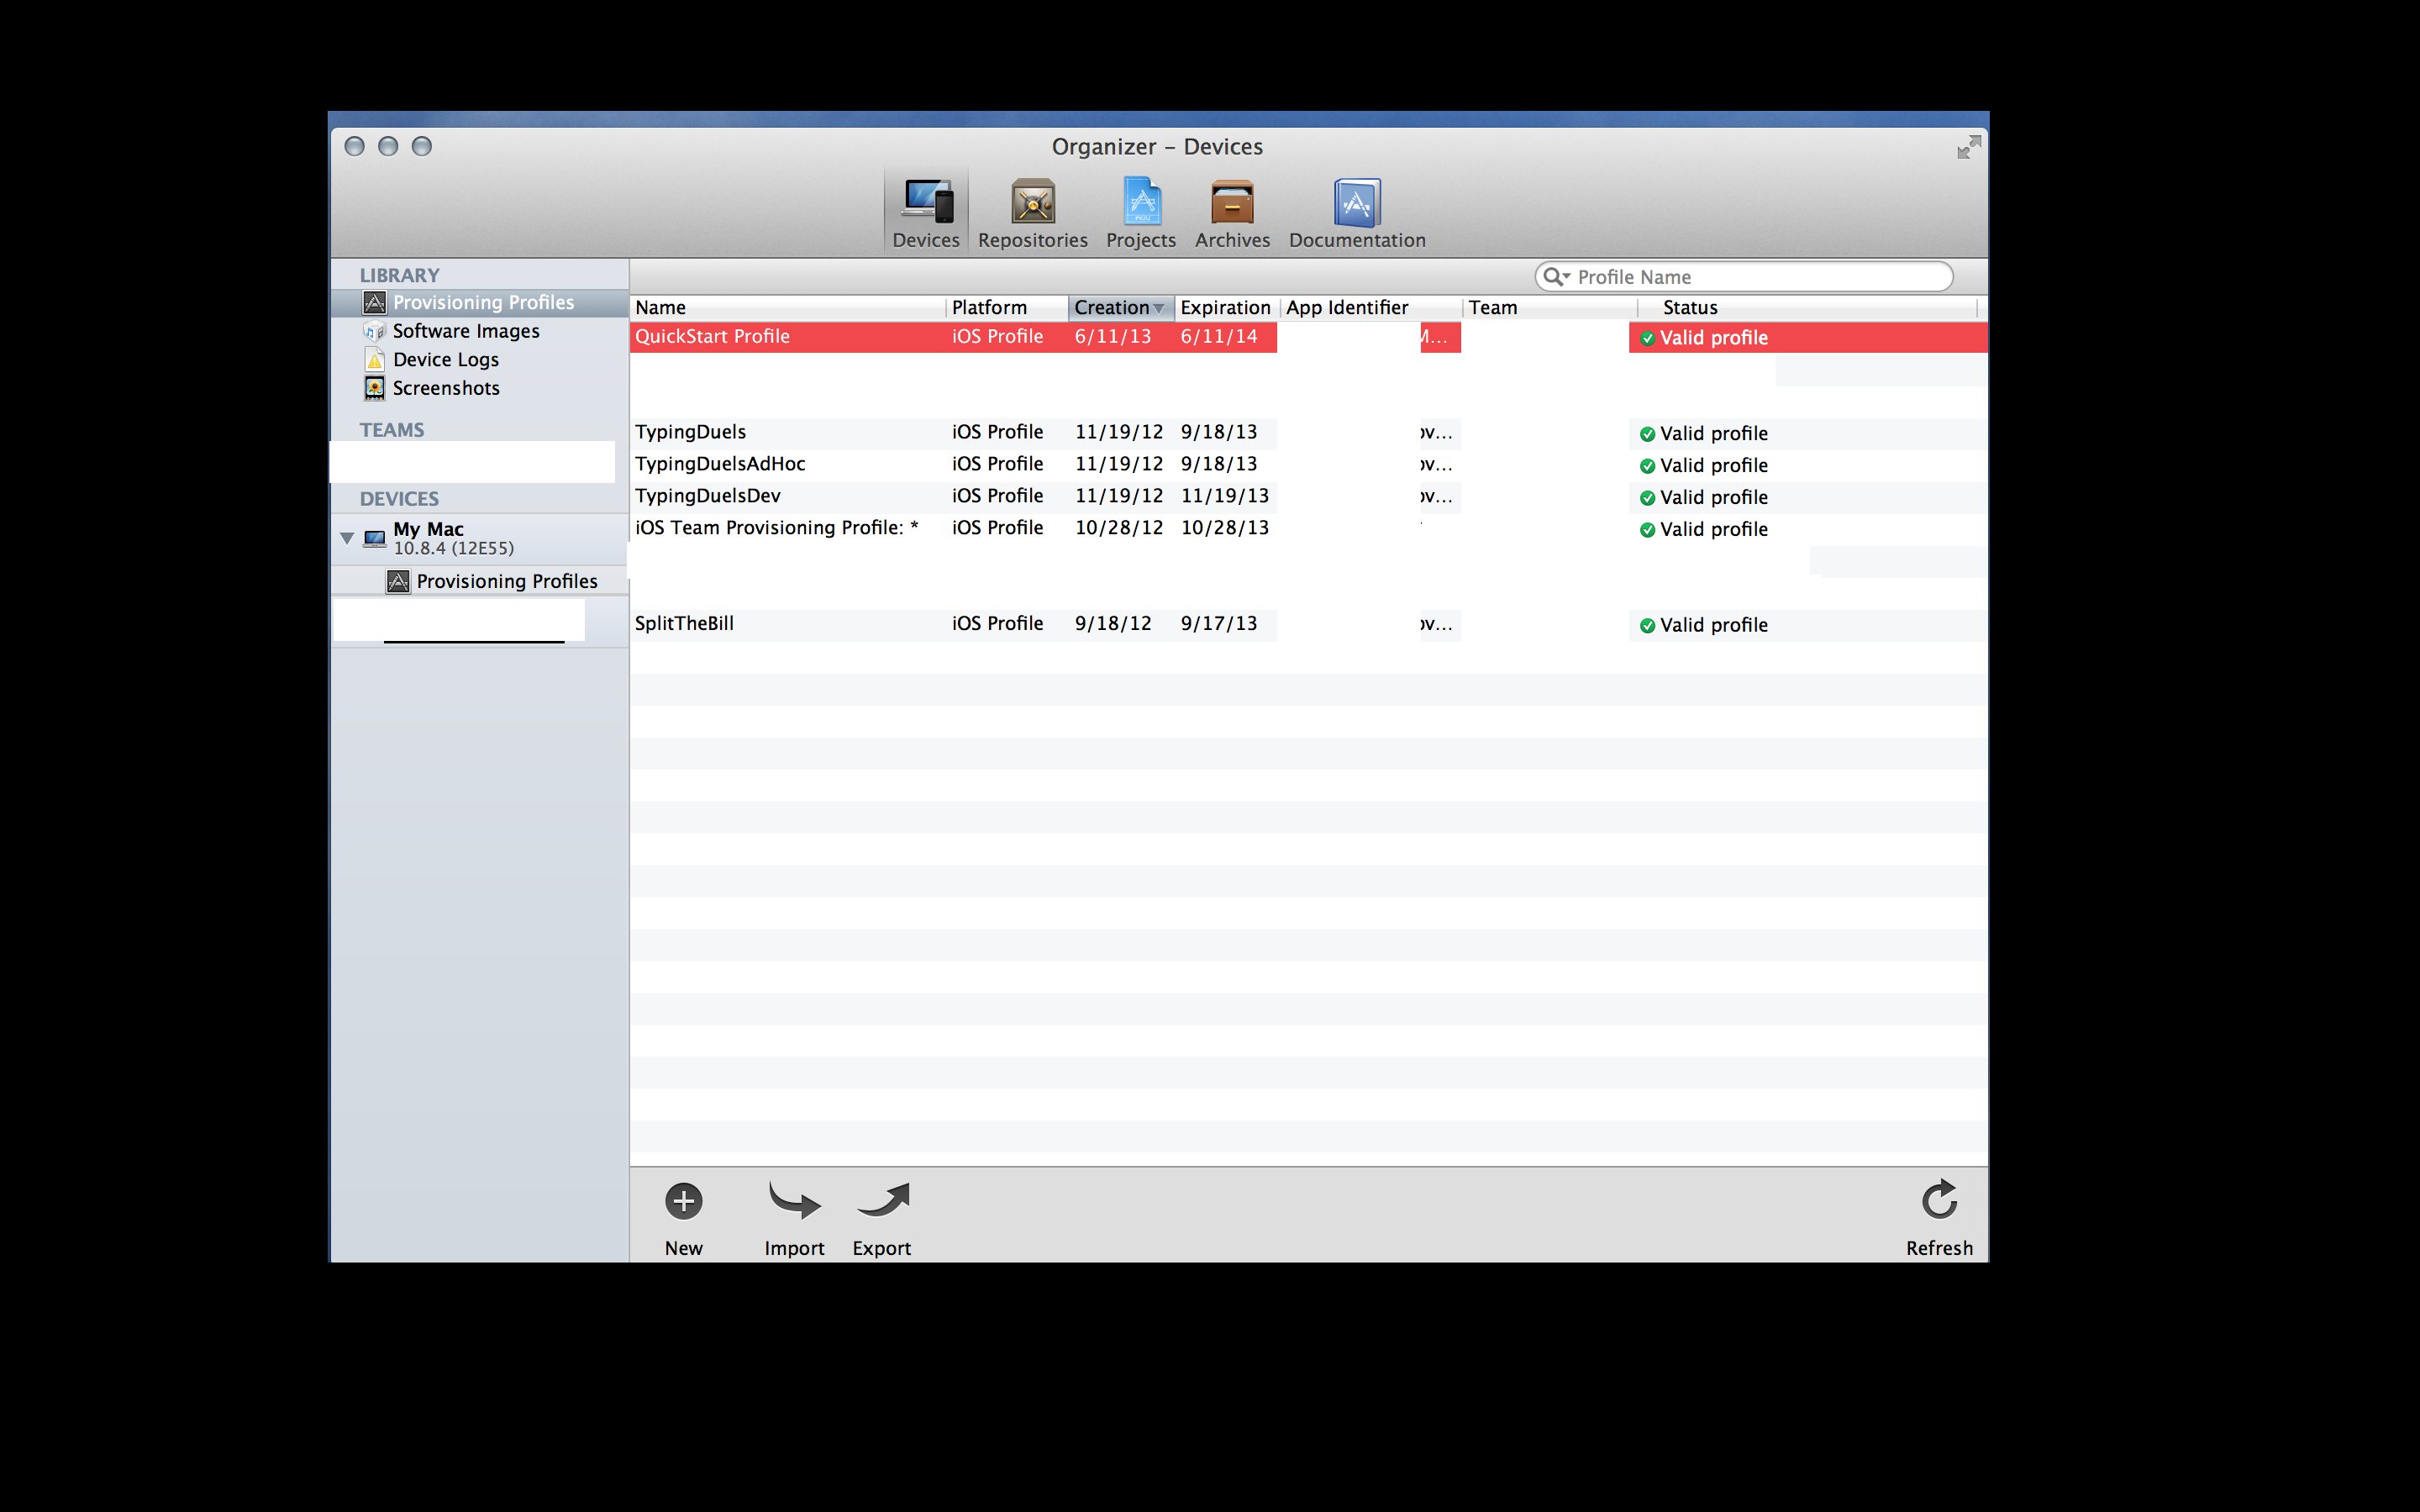 Organizer – Devices
Devices Repositories Projects Archives Documentation
LIBRARY
Provisioning Profiles
Software Images
Device Logs
Screenshots
TEAMS
DEVICES
My Mac
10.8.4 (12E55)
Provisioning Profiles
Profile Name
Name Platform Creation Expiration App Identifier Team Status
QuickStart Profile iOS Profile 6/11/13 6/11/14 M... Valid profile
TypingDuels iOS Profile 11/19/12 9/18/13 ov... Valid profile
TypingDuelsAdHoc iOS Profile 11/19/12 9/18/13 ov... Valid profile
TypingDuelsDev iOS Profile 11/19/12 11/19/13 ov... Valid profile
iOS Team Provisioning Profile: * iOS Profile 10/28/12 10/28/13 Valid profile
SplitTheBill iOS Profile 9/18/12 9/17/13 ov... Valid profile
New Import Export Refresh